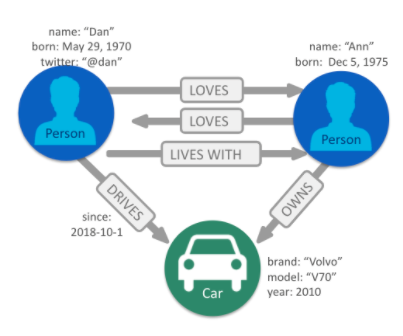 name: “Dan”
born: May 29, 1970
twitter: “@dan”
name: “Ann”
born:  Dec 5, 1975
LOVES
LOVES
Person
Person
LIVES WITH
DRIVES
OWNS
since:
2018-10-1
Car
brand: “Volvo”
model: “V70”
year: 2010